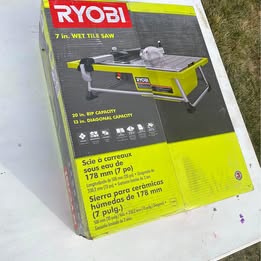 RYOBI
7 in. WET TILE SAW
RYOBI
20 in. RIP CAPACITY
12 in. DIAGONAL CAPACITY
Scie à carreaux
sous eau de
178 mm (7 po)
Sierra para cerámicas
húmedas de 178 mm
(7 pulg.)